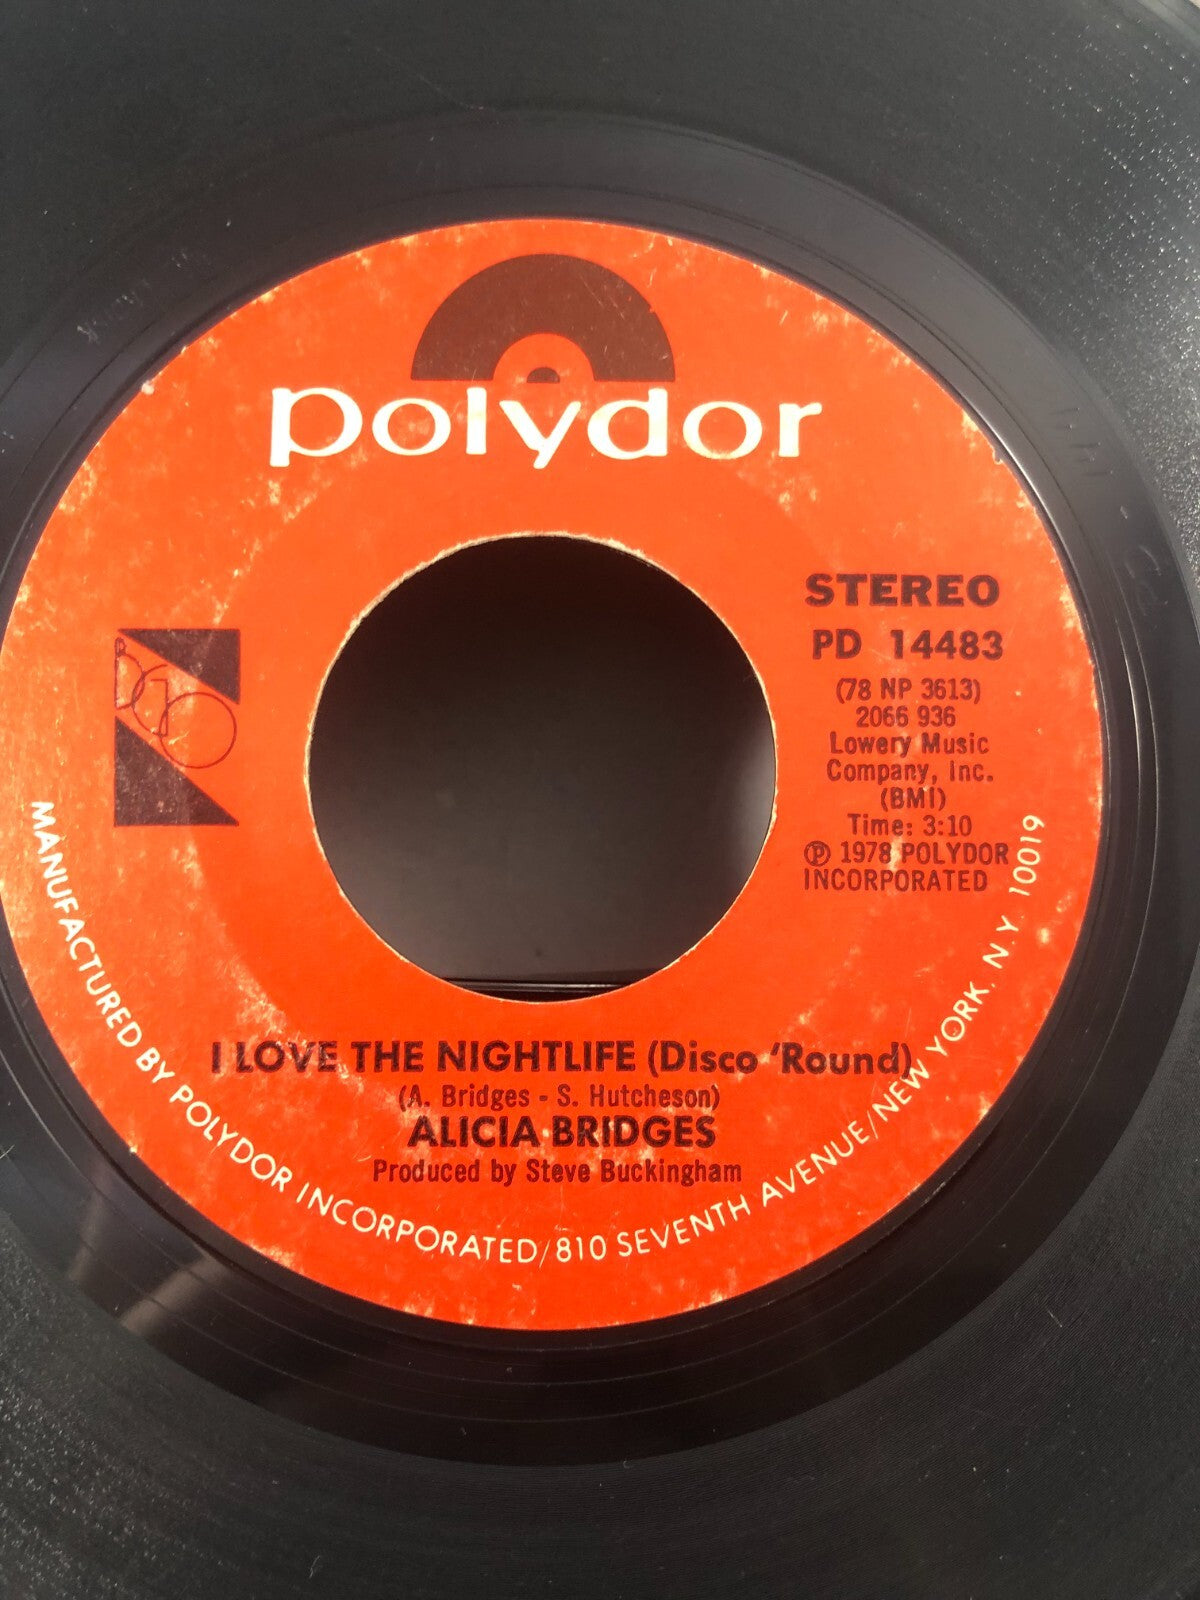 polydor
STEREO
PD 14483
(78 NP 3613)
2066 936
Lowery Music
Company, Inc.
(BMI)
Time: 3:10
Ⓟ 1978 POLYDOR
INCORPORATED
I LOVE THE NIGHTLIFE (Disco 'Round)
(A. Bridges - S. Hutcheson)
ALICIA BRIDGES
Produced by Steve Buckingham
MANUFACTURED BY POLYDOR INCORPORATED/810 SEVENTH AVENUE/NEW YORK, N.Y. 10019